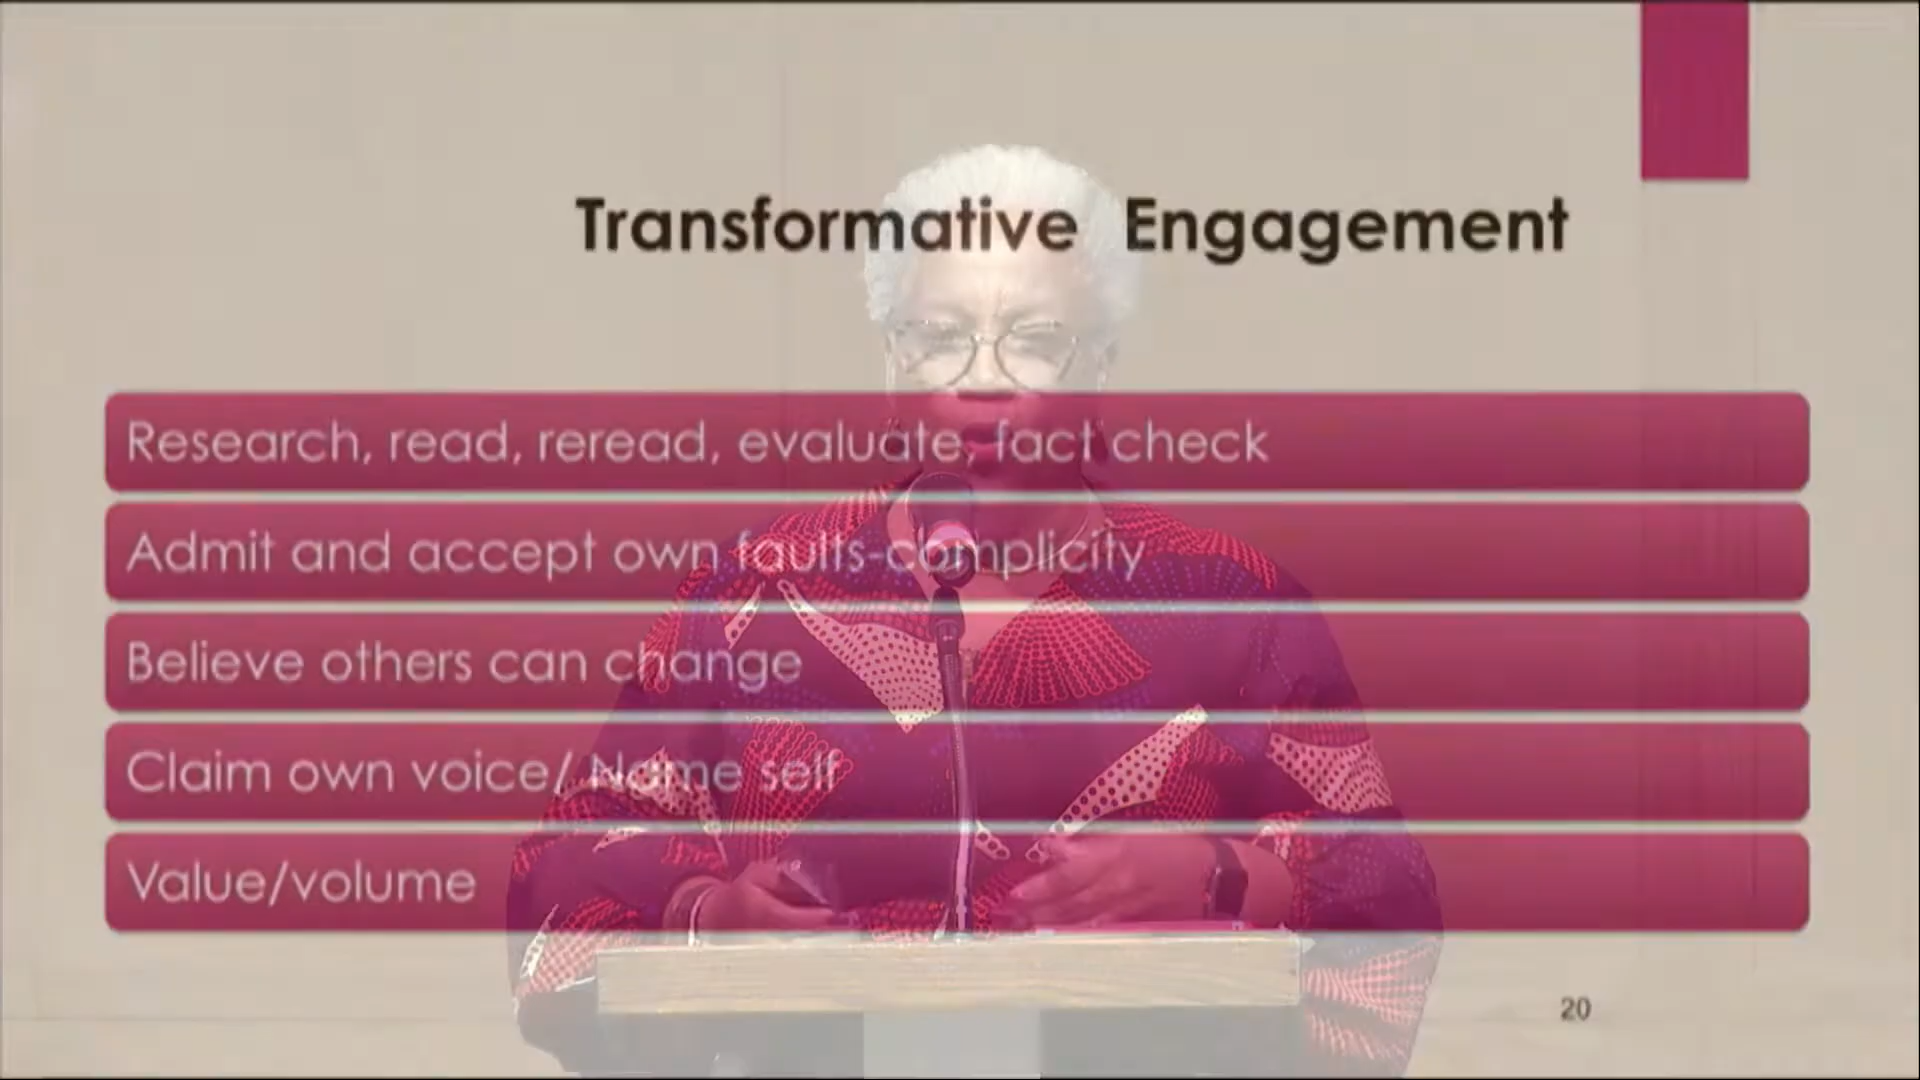 Transformative Engagement
Research, read, reread, evaluate, fact check
Admit and accept own faults-complicity
Believe others can change
Claim own voice/ Name self
Value/volume
20